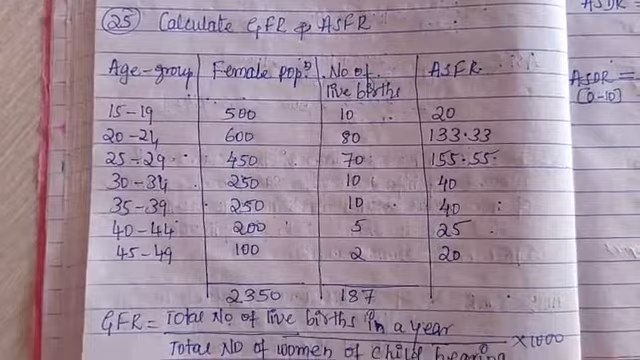 25 Calculate GFR & ASFR
Age-group Female popn No of live births ASFR
15-19 500 10 20
20-24 600 80 133.33
25-29 450 70 155.55
30-34 250 10 40
35-39 250 10 40
40-44 200 5 25
45-49 100 2 20
2350 187
GFR = Total No of live births in a year
Total NO of women of child bearing × 1000
ASDR =
(0-10)